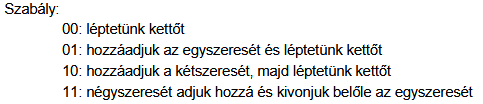 Szabály:
00: léptetünk kettőt
01: hozzáadjuk az egyszeresét és léptetünk kettőt
10: hozzáadjuk a kétszeresét, majd léptetünk kettőt
11: négyszeresét adjuk hozzá és kivonjuk belőle az egyszeresét